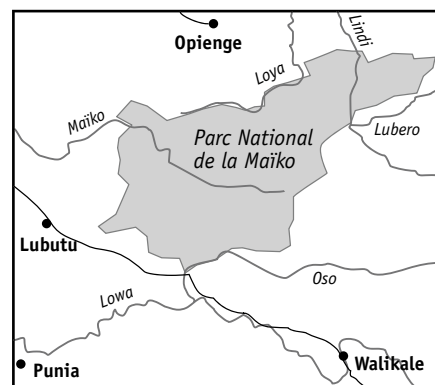 Opienge
Lindi
Loya
Maïko
Parc National
de la Maïko
Lubero
Lubutu
Oso
Lowa
Punia
Walikale